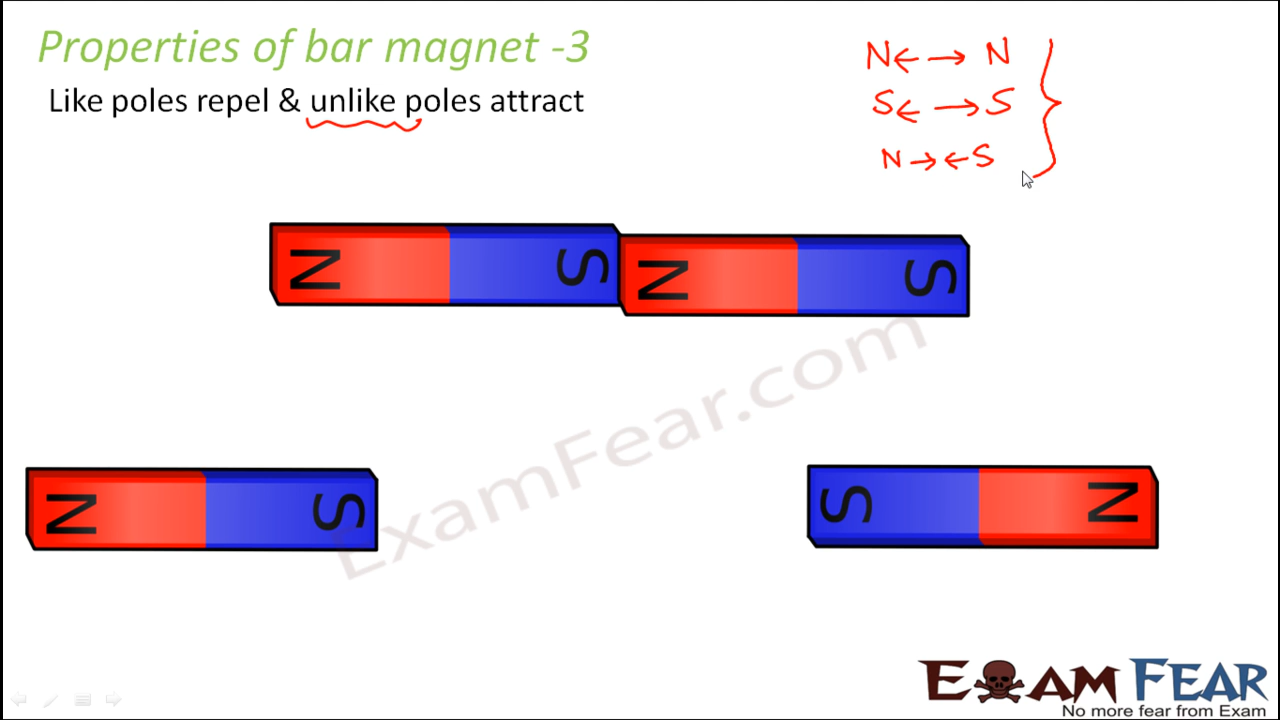 Properties of bar magnet -3
Like poles repel & unlike poles attract
N ← → N
S ← → S
N → ← S
N S N S
ExamFear.com
N S
S N
EXAM FEAR
No more fear from Exam